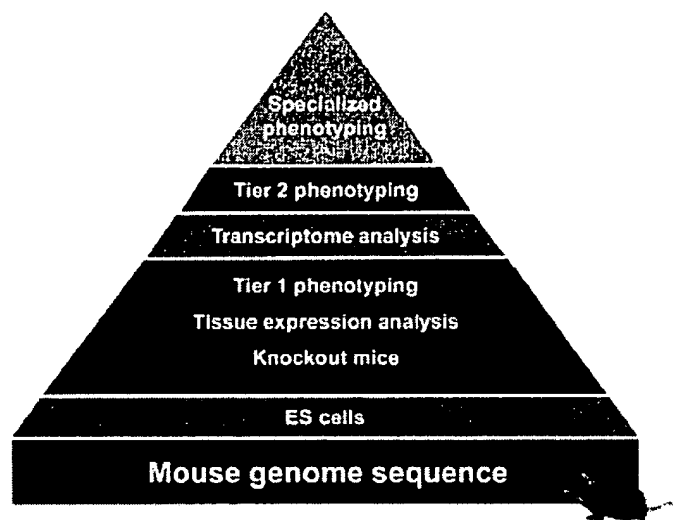 Specialized
phenotyping
Tier 2 phenotyping
Transcriptome analysis
Tier 1 phenotyping
Tissue expression analysis
Knockout mice
ES cells
Mouse genome sequence